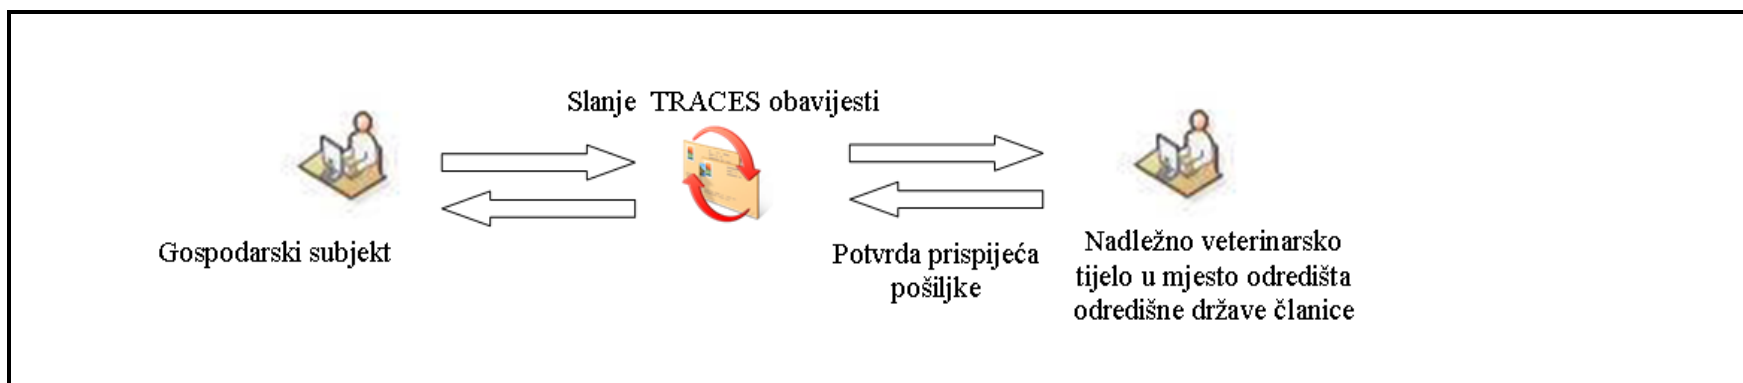 Slanje TRACES obavijesti
Gospodarski subjekt
Potvrda prispijeća
pošiljke
Nadležno veterinarsko
tijelo u mjesto odredišta
odredišne države članice